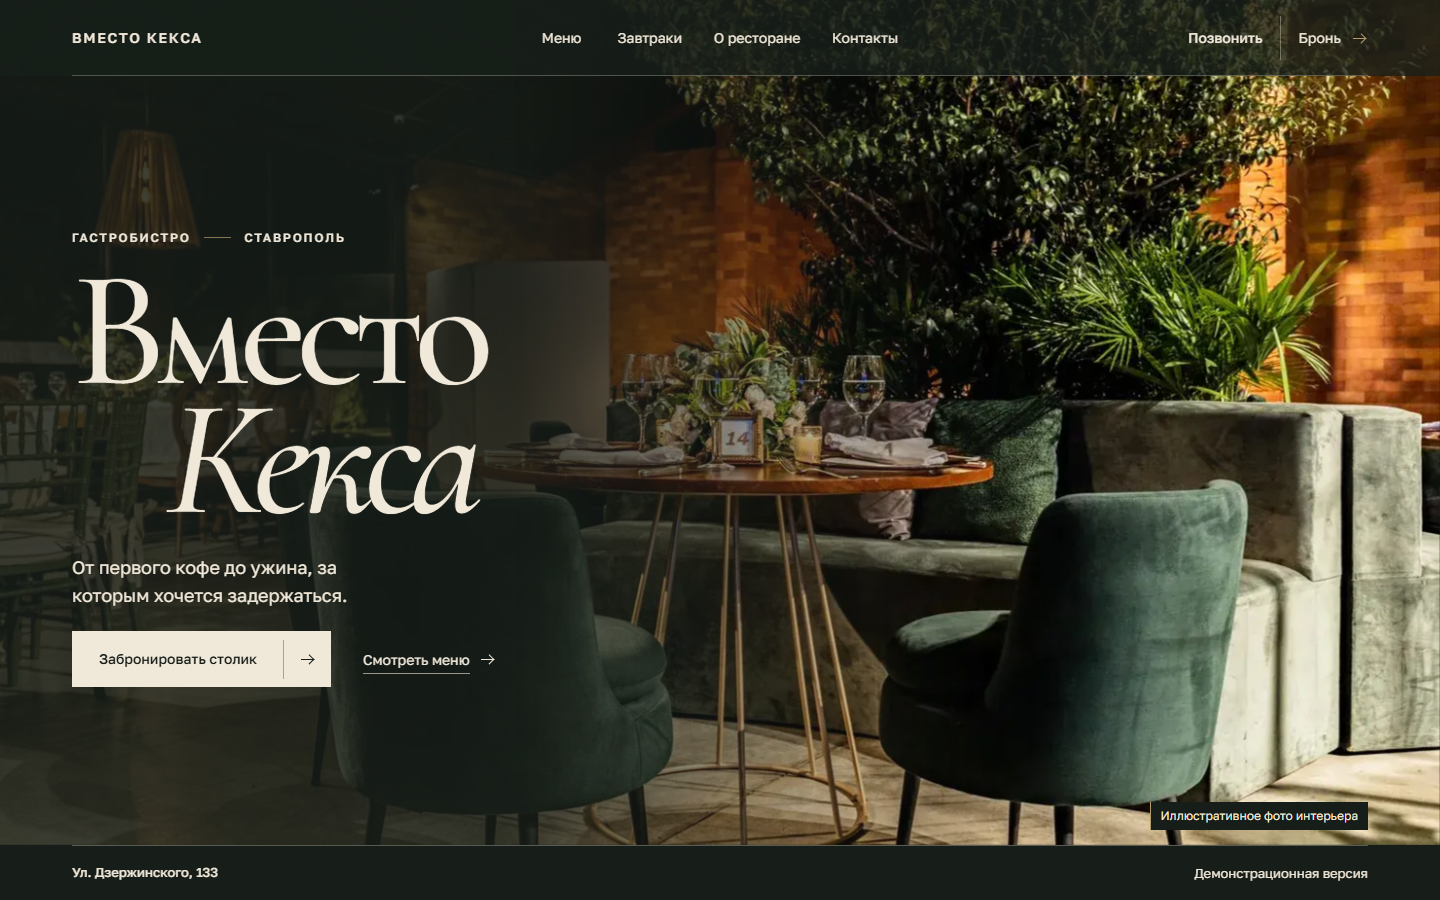 ВМЕСТО КЕКСА
Меню Завтраки О ресторане Контакты
Позвонить Бронь →
ГАСТРОБИСТРО — СТАВРОПОЛЬ
Вместо
Кекса
От первого кофе до ужина, за
которым хочется задержаться.
Забронировать столик →
Смотреть меню →
14
Иллюстративное фото интерьера
Ул. Дзержинского, 133
Демонстрационная версия